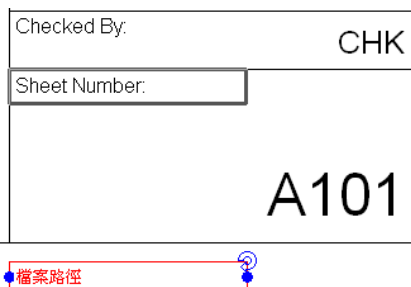 Checked By:
CHK
Sheet Number:
A101
檔案路徑